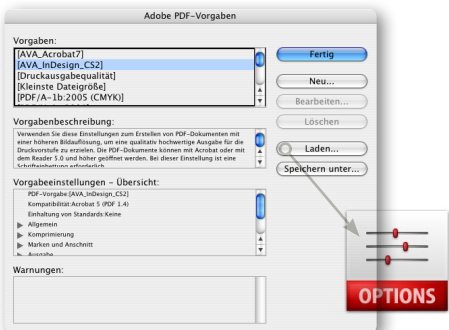 Adobe PDF-Vorgaben
Vorgaben:
[AVA_Acrobat7]
[AVA_InDesign_CS2]
[Druckausgabequalität]
[Kleinste Dateigröße]
[PDF/A-1b:2005 (CMYK)]
Fertig
Neu...
Bearbeiten...
Löschen
Laden...
Speichern unter...
Vorgabenbeschreibung:
Verwenden Sie diese Einstellungen zum Erstellen von PDF-Dokumenten mit
einer höheren Bildauflösung, um eine qualitativ hochwertige Ausgabe für die
Druckvorstufe zu erzielen. Die PDF-Dokumente können mit Acrobat oder mit
dem Reader 5.0 und höher geöffnet werden. Bei dieser Einstellung ist eine
Schrifteinbettung erforderlich
Vorgabeeinstellungen – Übersicht:
PDF-Vorgabe:[AVA_InDesign_CS2]
Kompatibilität:Acrobat 5 (PDF 1.4)
Einhaltung von Standards:Keine
Allgemein
Komprimierung
Marken und Anschnitt
Ausgabe
Warnungen:
OPTIONS